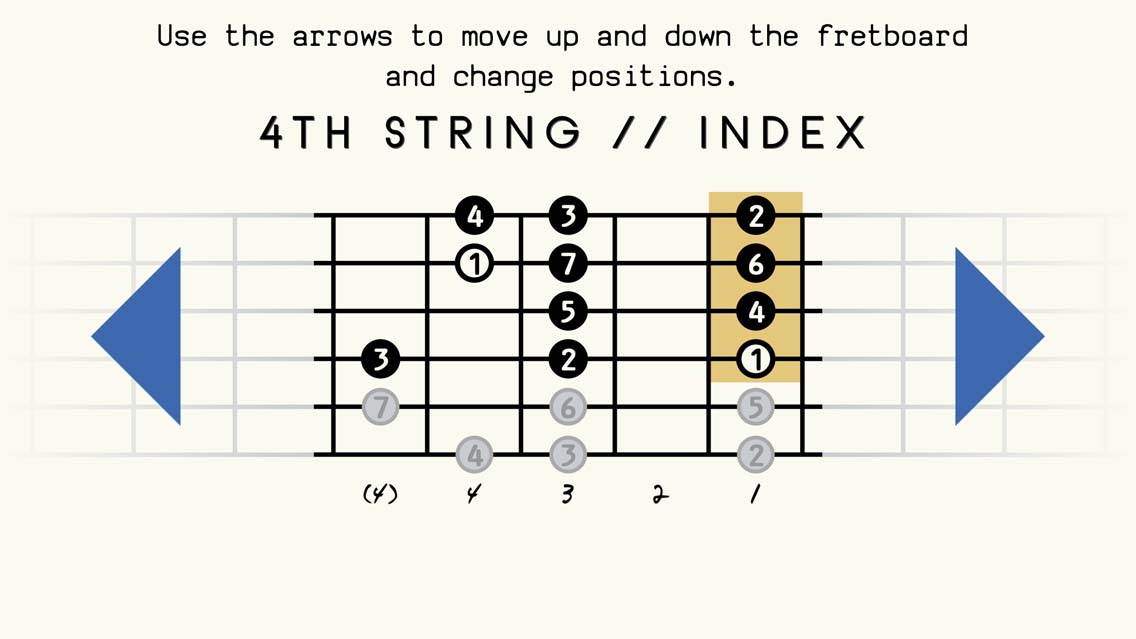 Use the arrows to move up and down the fretboard
and change positions.
4TH STRING // INDEX
4 3 2
1 7 6
5 4
3 2 1
7 6 5
4 3 2
(4) 4 3 2 1